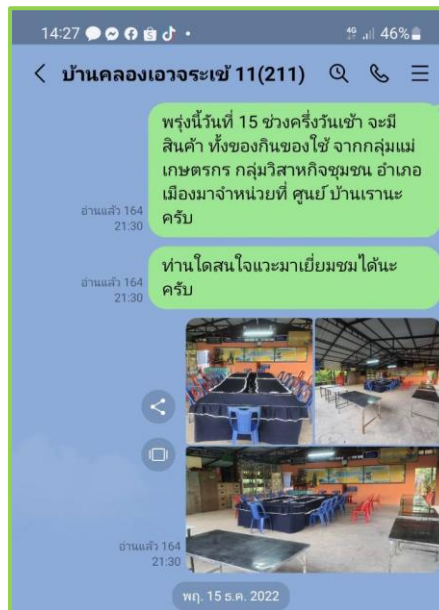 14:27
4G
46%
บ้านคลองเอวจระเข้ 11(211)
พรุ่งนี้วันที่ 15 ช่วงครึ่งวันเช้า จะมี
สินค้า ทั้งของกินของใช้ จากกลุ่มแม่
เกษตรกร กลุ่มวิสาหกิจชุมชน อำเภอ
เมืองมาจำหน่ายที่ ศูนย์ บ้านเรานะ
ครับ
อ่านแล้ว 164
21:30
ท่านใดสนใจแวะมาเยี่ยมชมได้นะ
ครับ
อ่านแล้ว 164
21:30
อ่านแล้ว 164
21:30
พฤ. 15 ธ.ค. 2022